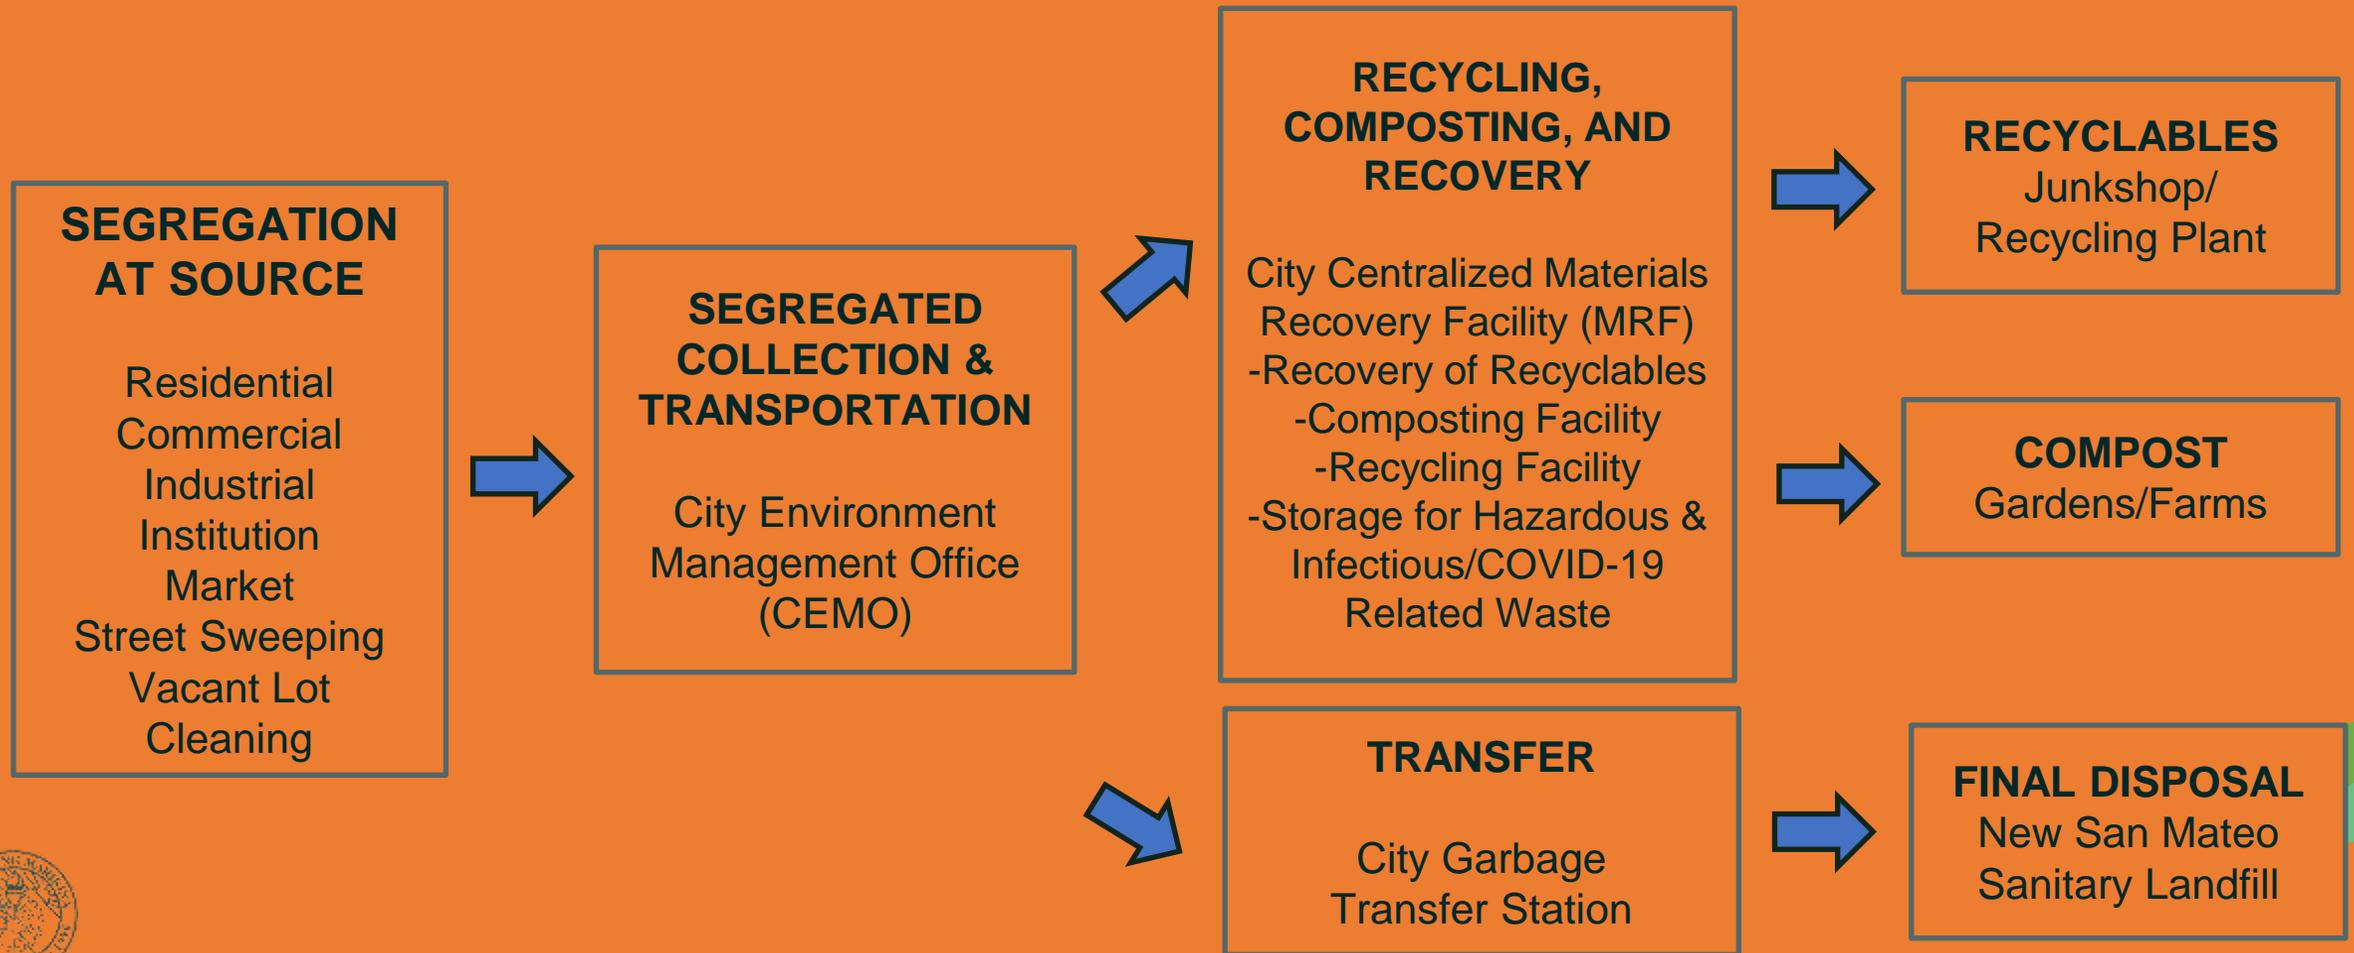 SEGREGATION
AT SOURCE
Residential
Commercial
Industrial
Institution
Market
Street Sweeping
Vacant Lot
Cleaning
SEGREGATED
COLLECTION &
TRANSPORTATION
City Environment
Management Office
(CEMO)
RECYCLING,
COMPOSTING, AND
RECOVERY
City Centralized Materials
Recovery Facility (MRF)
-Recovery of Recyclables
-Composting Facility
-Recycling Facility
-Storage for Hazardous &
Infectious/COVID-19
Related Waste
TRANSFER
City Garbage
Transfer Station
RECYCLABLES
Junkshop/
Recycling Plant
COMPOST
Gardens/Farms
FINAL DISPOSAL
New San Mateo
Sanitary Landfill